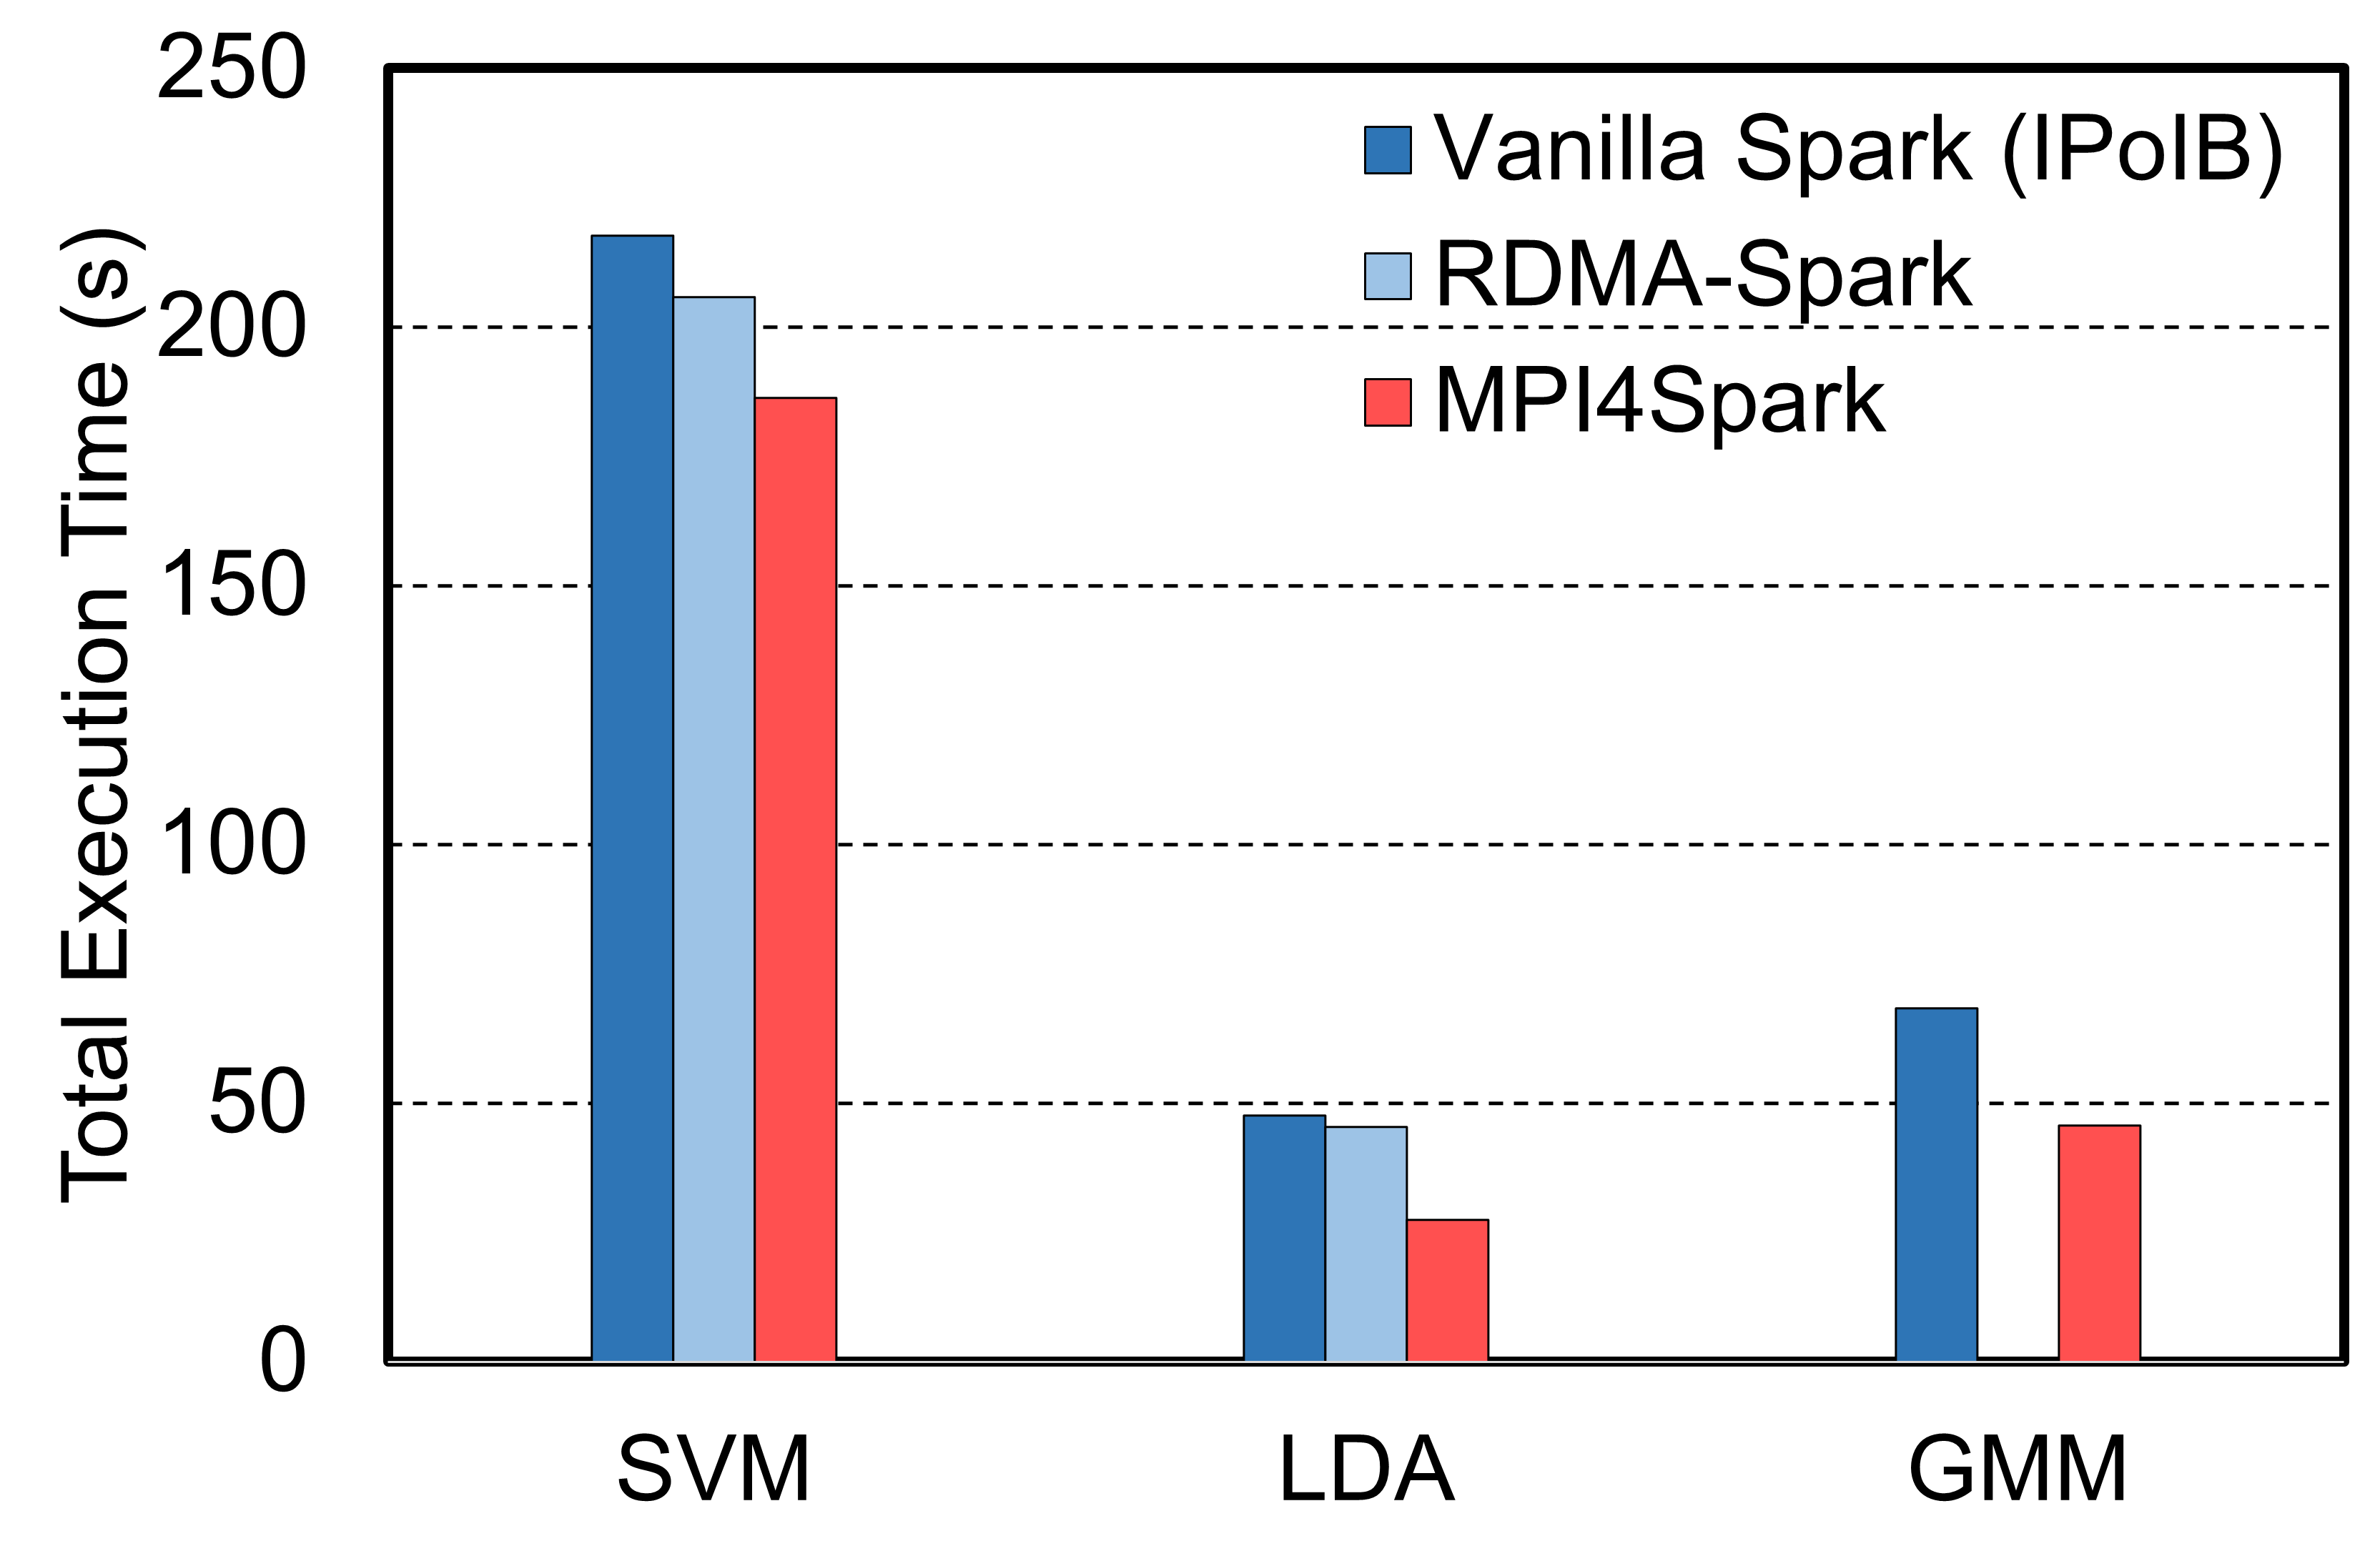 Total Execution Time (s)
250
200
150
100
50
0
Vanilla Spark (IPoIB)
RDMA-Spark
MPI4Spark
SVM
LDA
GMM